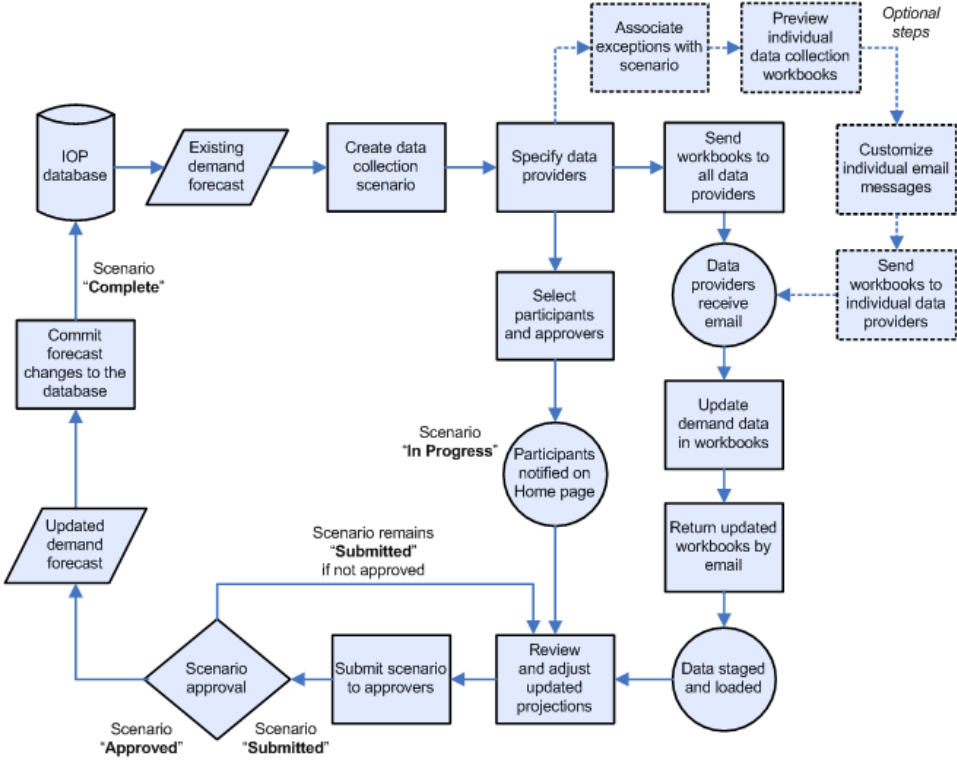 Associate
exceptions with
scenario
Preview
individual
data collection
workbooks
Optional
steps
IOP
database
Existing
demand
forecast
Create data
collection
scenario
Specify data
providers
Send
workbooks to
all data
providers
Customize
individual email
messages
Scenario
"Complete"
Select
participants
and approvers
Data
providers
receive
email
Send
workbooks to
individual data
providers
Commit
forecast
changes to the
database
Update
demand data
in workbooks
Scenario
"In Progress"
Participants
notified on
Home page
Updated
demand
forecast
Scenario remains
"Submitted"
if not approved
Return updated
workbooks by
email
Scenario
approval
Submit scenario
to approvers
Review
and adjust
updated
projections
Data staged
and loaded
Scenario
"Approved"
Scenario
"Submitted"